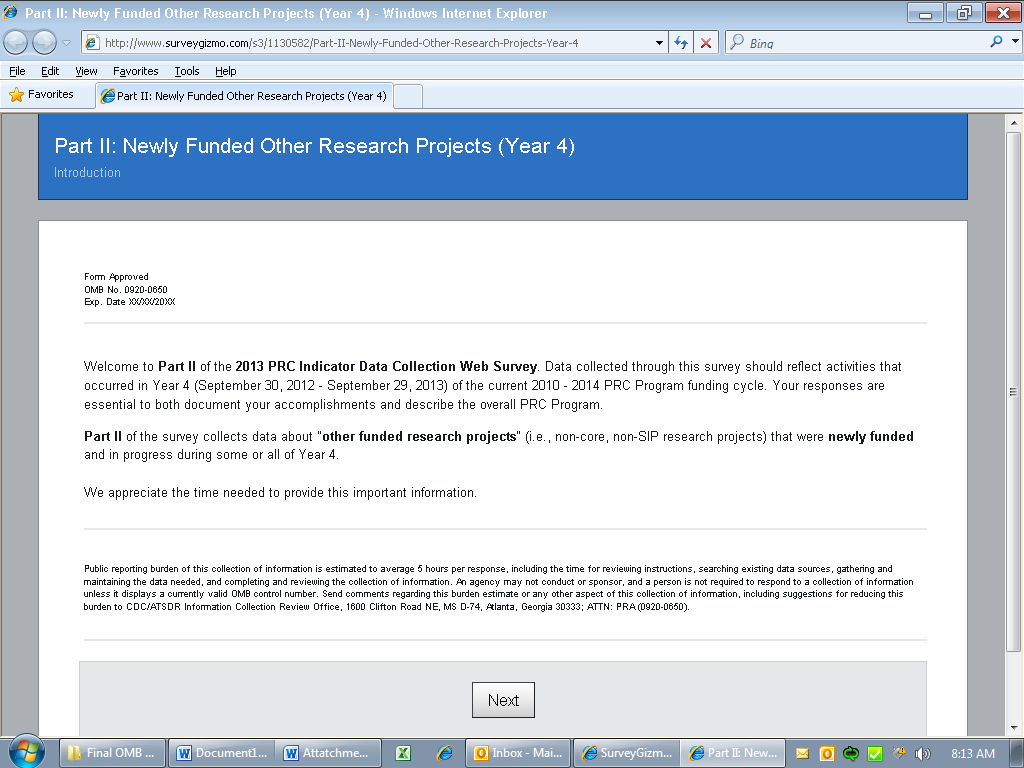 Part II: Newly Funded Other Research Projects (Year 4) - Windows Internet Explorer
http://www.surveygizmo.com/s3/1130582/Part-II-Newly-Funded-Other-Research-Projects-Year-4
Bing
File Edit View Favorites Tools Help
Favorites
Part II: Newly Funded Other Research Projects (Year 4)
Part II: Newly Funded Other Research Projects (Year 4)
Introduction
Form Approved
OMB No. 0920-0650
Exp. Date XX/XX/20XX
Welcome to Part II of the 2013 PRC Indicator Data Collection Web Survey. Data collected through this survey should reflect activities that
occurred in Year 4 (September 30, 2012 - September 29, 2013) of the current 2010 - 2014 PRC Program funding cycle. Your responses are
essential to both document your accomplishments and describe the overall PRC Program.
Part II of the survey collects data about "other funded research projects" (i.e., non-core, non-SIP research projects) that were newly funded
and in progress during some or all of Year 4.
We appreciate the time needed to provide this important information.
Public reporting burden of this collection of information is estimated to average 5 hours per response, including the time for reviewing instructions, searching existing data sources, gathering and
maintaining the data needed, and completing and reviewing the collection of information. An agency may not conduct or sponsor, and a person is not required to respond to a collection of information
unless it displays a currently valid OMB control number. Send comments regarding this burden estimate or any other aspect of this collection of information, including suggestions for reducing this
burden to CDC/ATSDR Information Collection Review Office, 1600 Clifton Road NE, MS D-74, Atlanta, Georgia 30333; ATTN: PRA (0920-0650).
Next
Final OMB ... Document1... Attatchme... Inbox - Mai... SurveyGizm... Part II: New... 8:13 AM